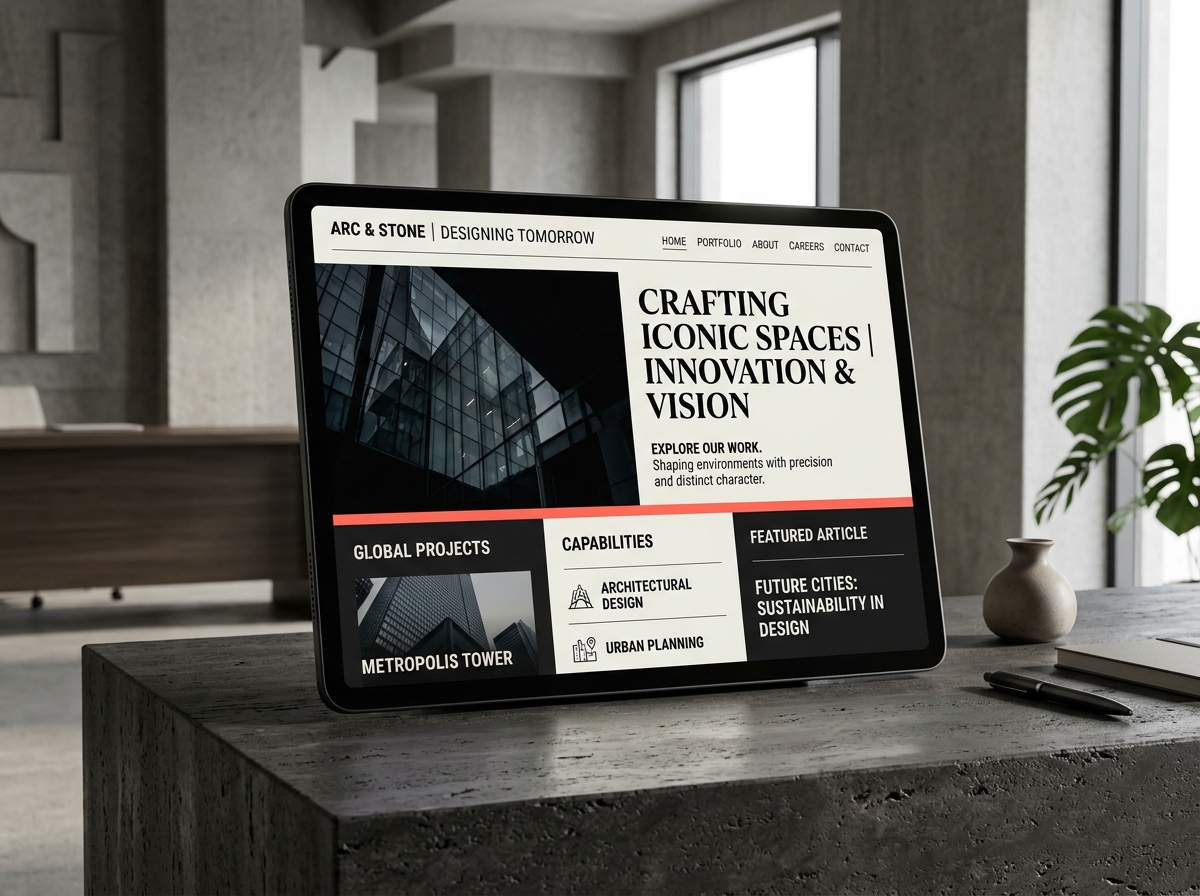 ARC & STONE | DESIGNING TOMORROW
HOME PORTFOLIO ABOUT CAREERS CONTACT
CRAFTING
ICONIC SPACES |
INNOVATION &
VISION
EXPLORE OUR WORK.
Shaping environments with precision
and distinct character.
GLOBAL PROJECTS
METROPOLIS TOWER
CAPABILITIES
ARCHITECTURAL
DESIGN
URBAN PLANNING
FEATURED ARTICLE
FUTURE CITIES:
SUSTAINABILITY IN
DESIGN